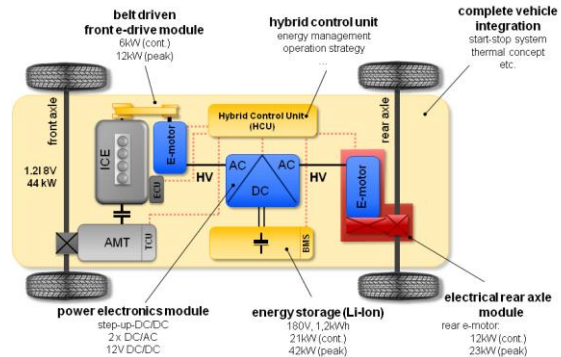 belt driven
front e-drive module
6kW (cont.)
12kW (peak)
hybrid control unit
energy management
operation strategy
...
complete vehicle
integration
start-stop system
thermal concept
etc.
front axle
1.2l 8V
44 kW
ICE
E-motor
ECU
Hybrid Control Unit
(HCU)
AC
AC
DC
HV
HV
E-motor
rear axle
AMT
TCU
BMS
power electronics module
step-up-DC/DC
2 x DC/AC
12V DC/DC
energy storage (Li-Ion)
180V, 1,2kWh
21kW (cont.)
42kW (peak)
electrical rear axle
module
rear e-motor:
12kW (cont.)
23kW (peak)